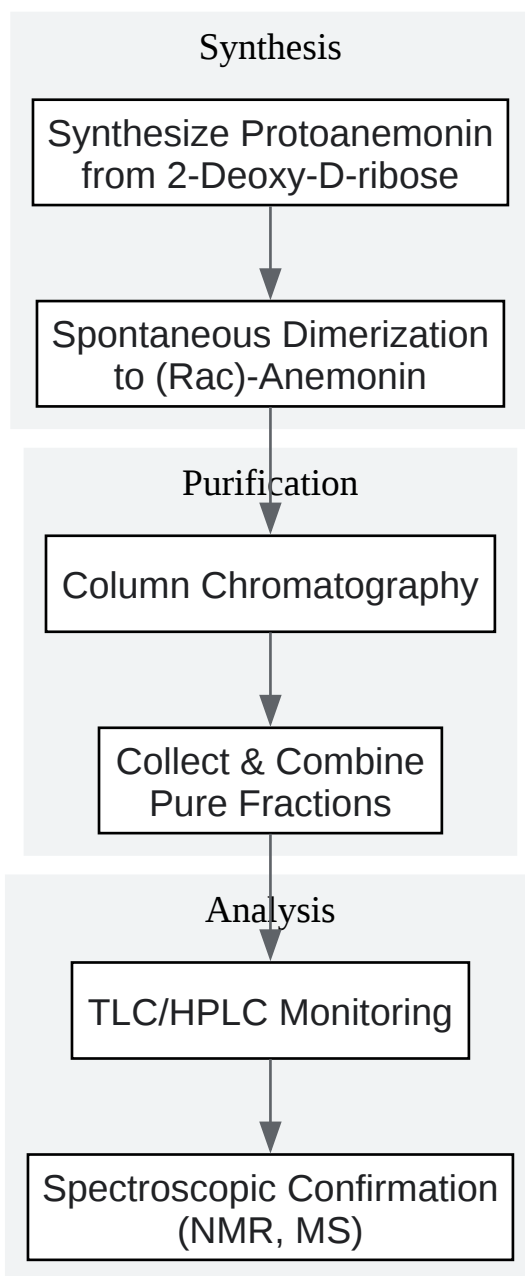 Synthesis
Synthesize Protoanemonin
from 2-Deoxy-D-ribose
Spontaneous Dimerization
to (Rac)-Anemonin
Purification
Column Chromatography
Collect & Combine
Pure Fractions
Analysis
TLC/HPLC Monitoring
Spectroscopic Confirmation
(NMR, MS)